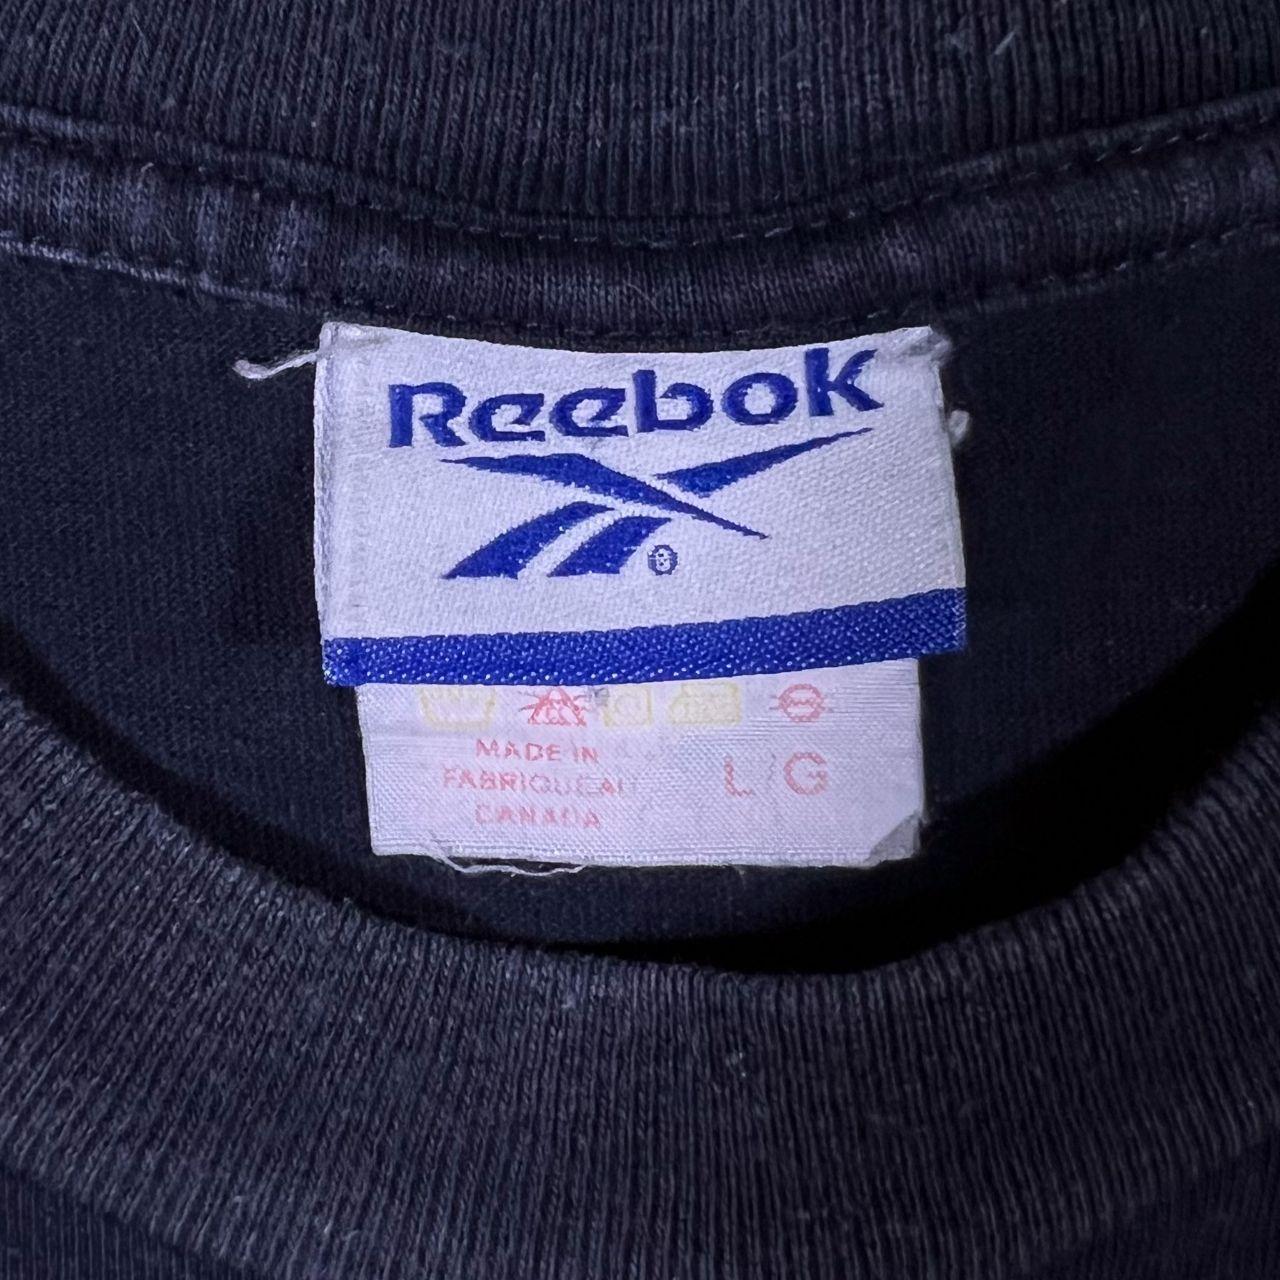 Reebok
®
MADE IN
FABRIQUE AU
CANADA
L / G